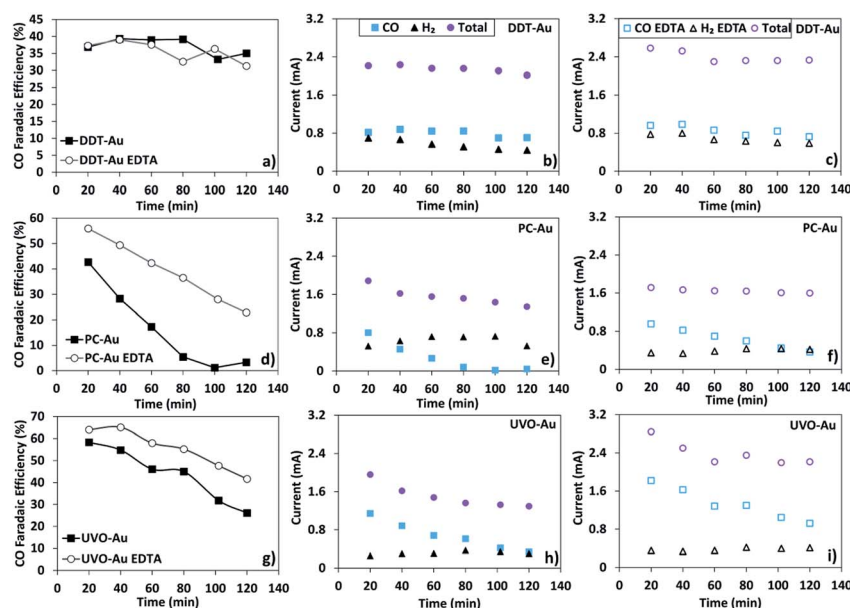 CO Faradaic Efficiency (%)
45
40
35
30
25
20
15
10
5
0
DDT-Au
DDT-Au EDTA
a)
0 20 40 60 80 100 120 140
Time (min)
Current (mA)
3.2
2.4
1.6
0.8
0
CO H₂ Total
DDT-Au
b)
0 20 40 60 80 100 120 140
Time (min)
Current (mA)
3.2
2.4
1.6
0.8
0
CO EDTA H₂ EDTA Total
DDT-Au
c)
0 20 40 60 80 100 120 140
Time (min)
CO Faradaic Efficiency (%)
60
50
40
30
20
10
0
PC-Au
PC-Au EDTA
d)
0 20 40 60 80 100 120 140
Time (min)
Current (mA)
3.2
2.4
1.6
0.8
0
PC-Au
e)
0 20 40 60 80 100 120 140
Time (min)
Current (mA)
3.2
2.4
1.6
0.8
0
PC-Au
f)
0 20 40 60 80 100 120 140
Time (min)
CO Faradaic Efficiency (%)
70
60
50
40
30
20
10
0
UVO-Au
UVO-Au EDTA
g)
0 20 40 60 80 100 120 140
Time (min)
Current (mA)
3.2
2.4
1.6
0.8
0
UVO-Au
h)
0 20 40 60 80 100 120 140
Time (min)
Current (mA)
3.2
2.4
1.6
0.8
0
UVO-Au
i)
0 20 40 60 80 100 120 140
Time (min)